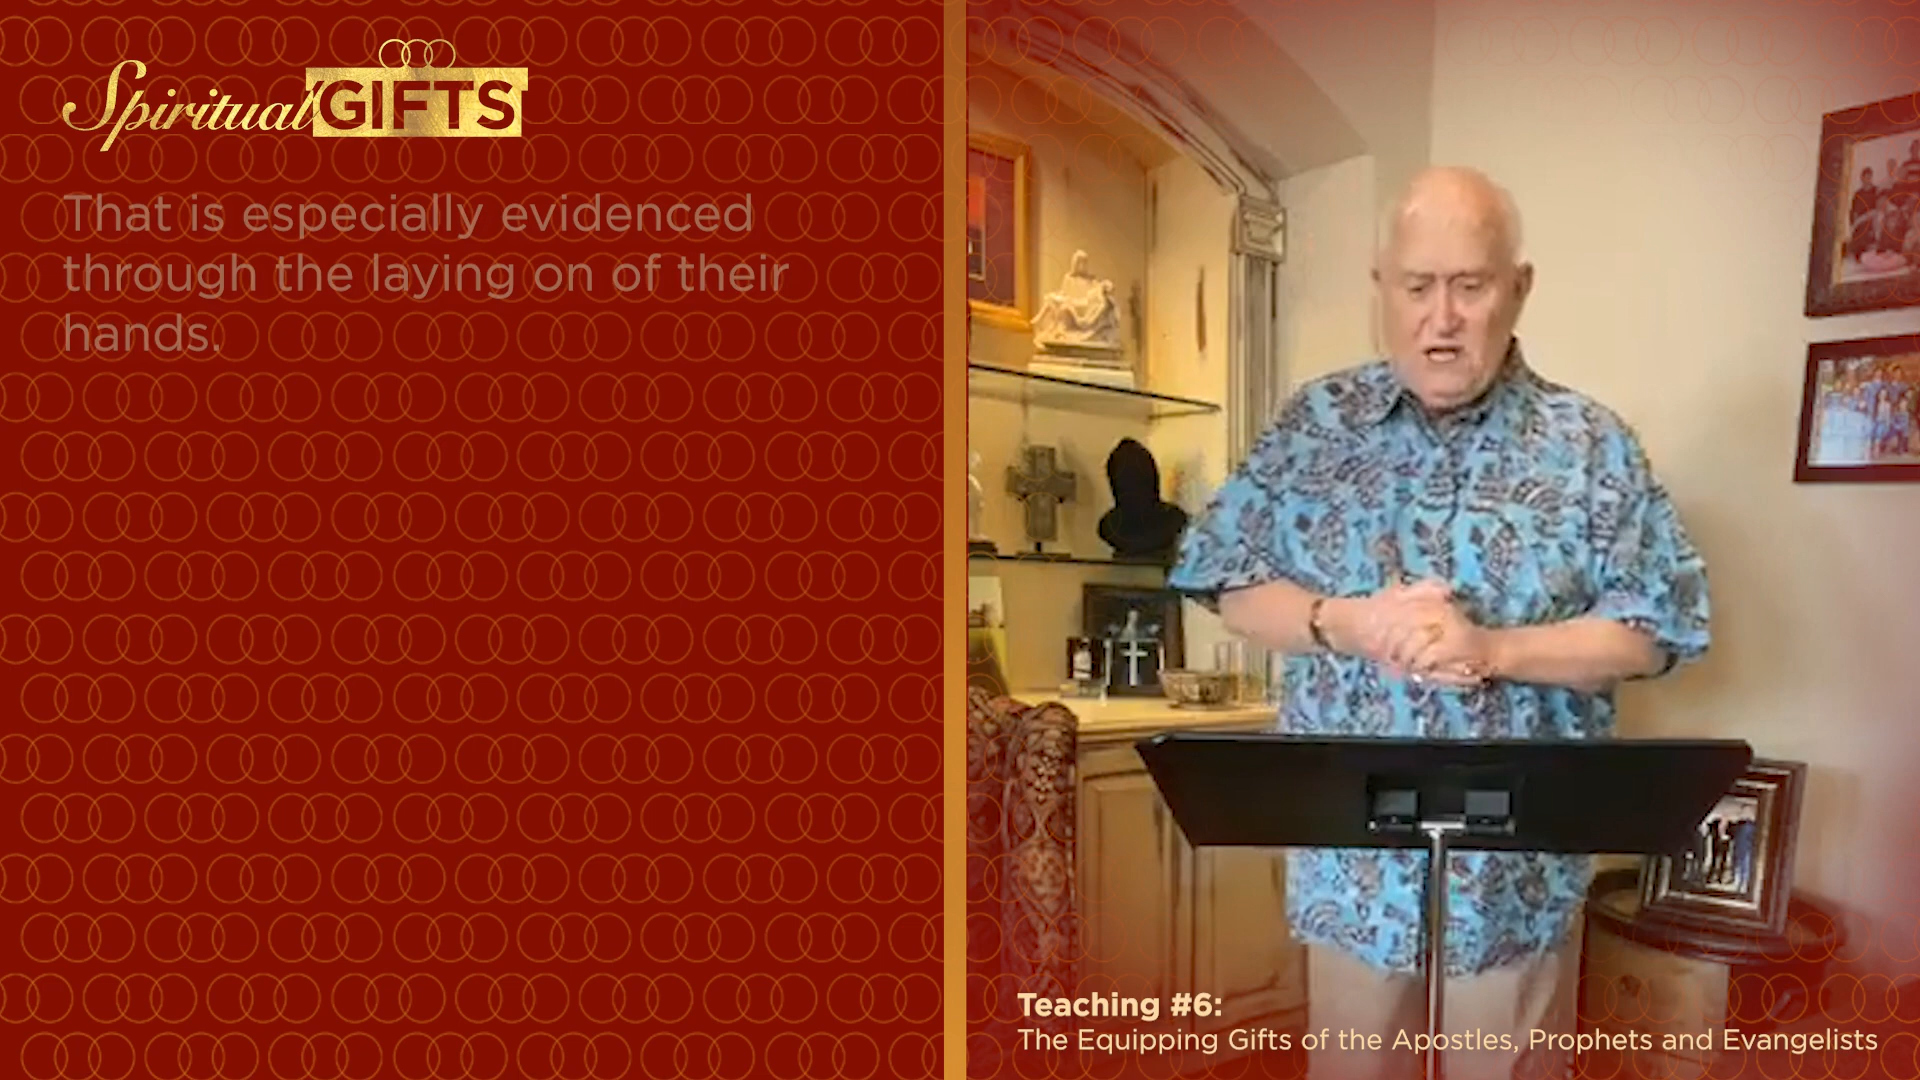 Spiritual GIFTS
That is especially evidenced
through the laying on of their
hands.
Teaching #6:
The Equipping Gifts of the Apostles, Prophets and Evangelists